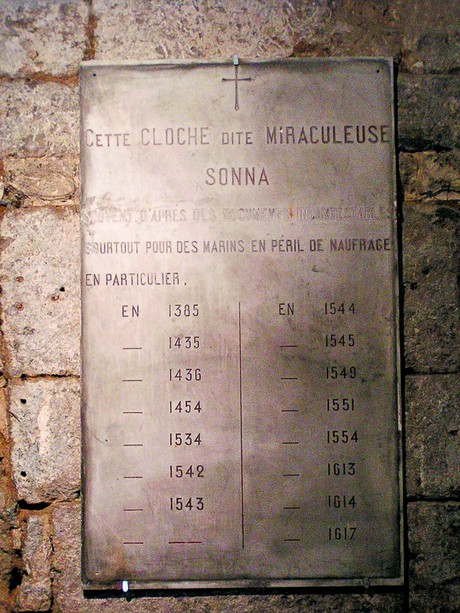 CETTE CLOCHE DITE MIRACULEUSE
SONNA
SOUVENT D'APRÈS DES DOCUMENTS INCONTESTABLES
SURTOUT POUR DES MARINS EN PÉRIL DE NAUFRAGE
EN PARTICULIER,
EN 1385 EN 1544
— 1435 — 1545
— 1436 — 1549
— 1454 — 1551
— 1534 — 1554
— 1542 — 1613
— 1543 — 1614
— — — 1617